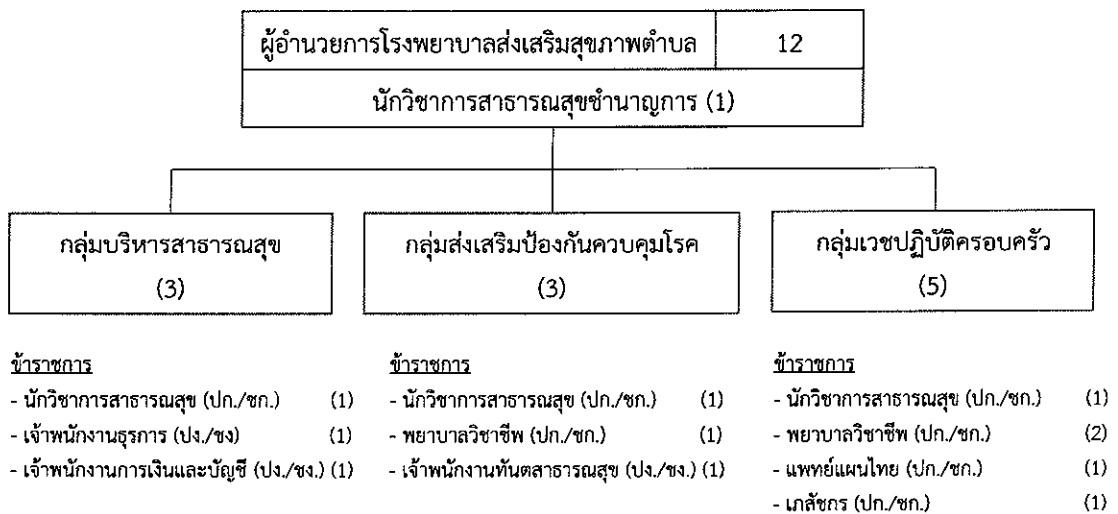 ผู้อำนวยการโรงพยาบาลส่งเสริมสุขภาพตำบล 12
นักวิชาการสาธารณสุขชำนาญการ (1)
กลุ่มบริหารสาธารณสุข
(3)
กลุ่มส่งเสริมป้องกันควบคุมโรค
(3)
กลุ่มเวชปฏิบัติครอบครัว
(5)
ข้าราชการ
- นักวิชาการสาธารณสุข (ปก./ชก.) (1)
- เจ้าพนักงานธุรการ (ปง./ชง) (1)
- เจ้าพนักงานการเงินและบัญชี (ปง./ชง.) (1)
ข้าราชการ
- นักวิชาการสาธารณสุข (ปก./ชก.) (1)
- พยาบาลวิชาชีพ (ปก./ชก.) (1)
- เจ้าพนักงานทันตสาธารณสุข (ปง./ชง.) (1)
ข้าราชการ
- นักวิชาการสาธารณสุข (ปก./ชก.) (1)
- พยาบาลวิชาชีพ (ปก./ชก.) (2)
- แพทย์แผนไทย (ปก./ชก.) (1)
- เภสัชกร (ปก./ชก.) (1)